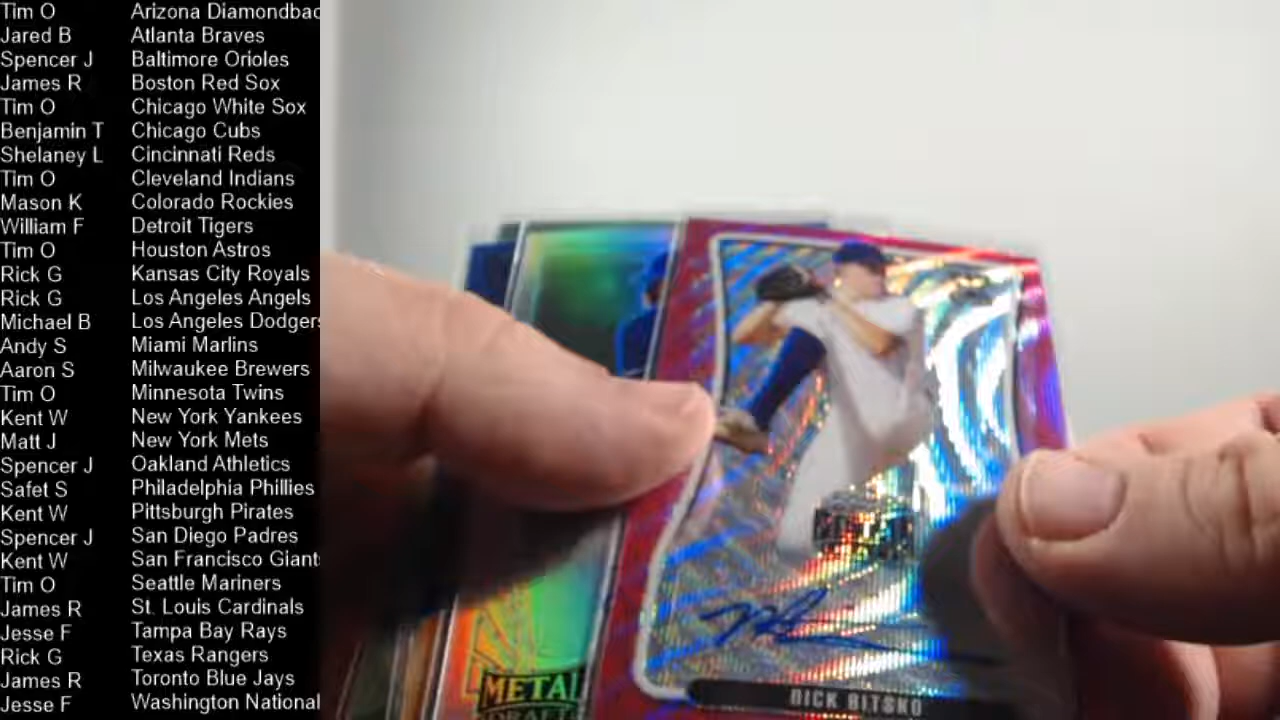 Tim O Arizona Diamondbac
Jared B Atlanta Braves
Spencer J Baltimore Orioles
James R Boston Red Sox
Tim O Chicago White Sox
Benjamin T Chicago Cubs
Shelaney L Cincinnati Reds
Tim O Cleveland Indians
Mason K Colorado Rockies
William F Detroit Tigers
Tim O Houston Astros
Rick G Kansas City Royals
Rick G Los Angeles Angels
Michael B Los Angeles Dodgers
Andy S Miami Marlins
Aaron S Milwaukee Brewers
Tim O Minnesota Twins
Kent W New York Yankees
Matt J New York Mets
Spencer J Oakland Athletics
Safet S Philadelphia Phillies
Kent W Pittsburgh Pirates
Spencer J San Diego Padres
Kent W San Francisco Giants
Tim O Seattle Mariners
James R St. Louis Cardinals
Jesse F Tampa Bay Rays
Rick G Texas Rangers
James R Toronto Blue Jays
Jesse F Washington National
METAL
DRAFT
NICK BITSKO